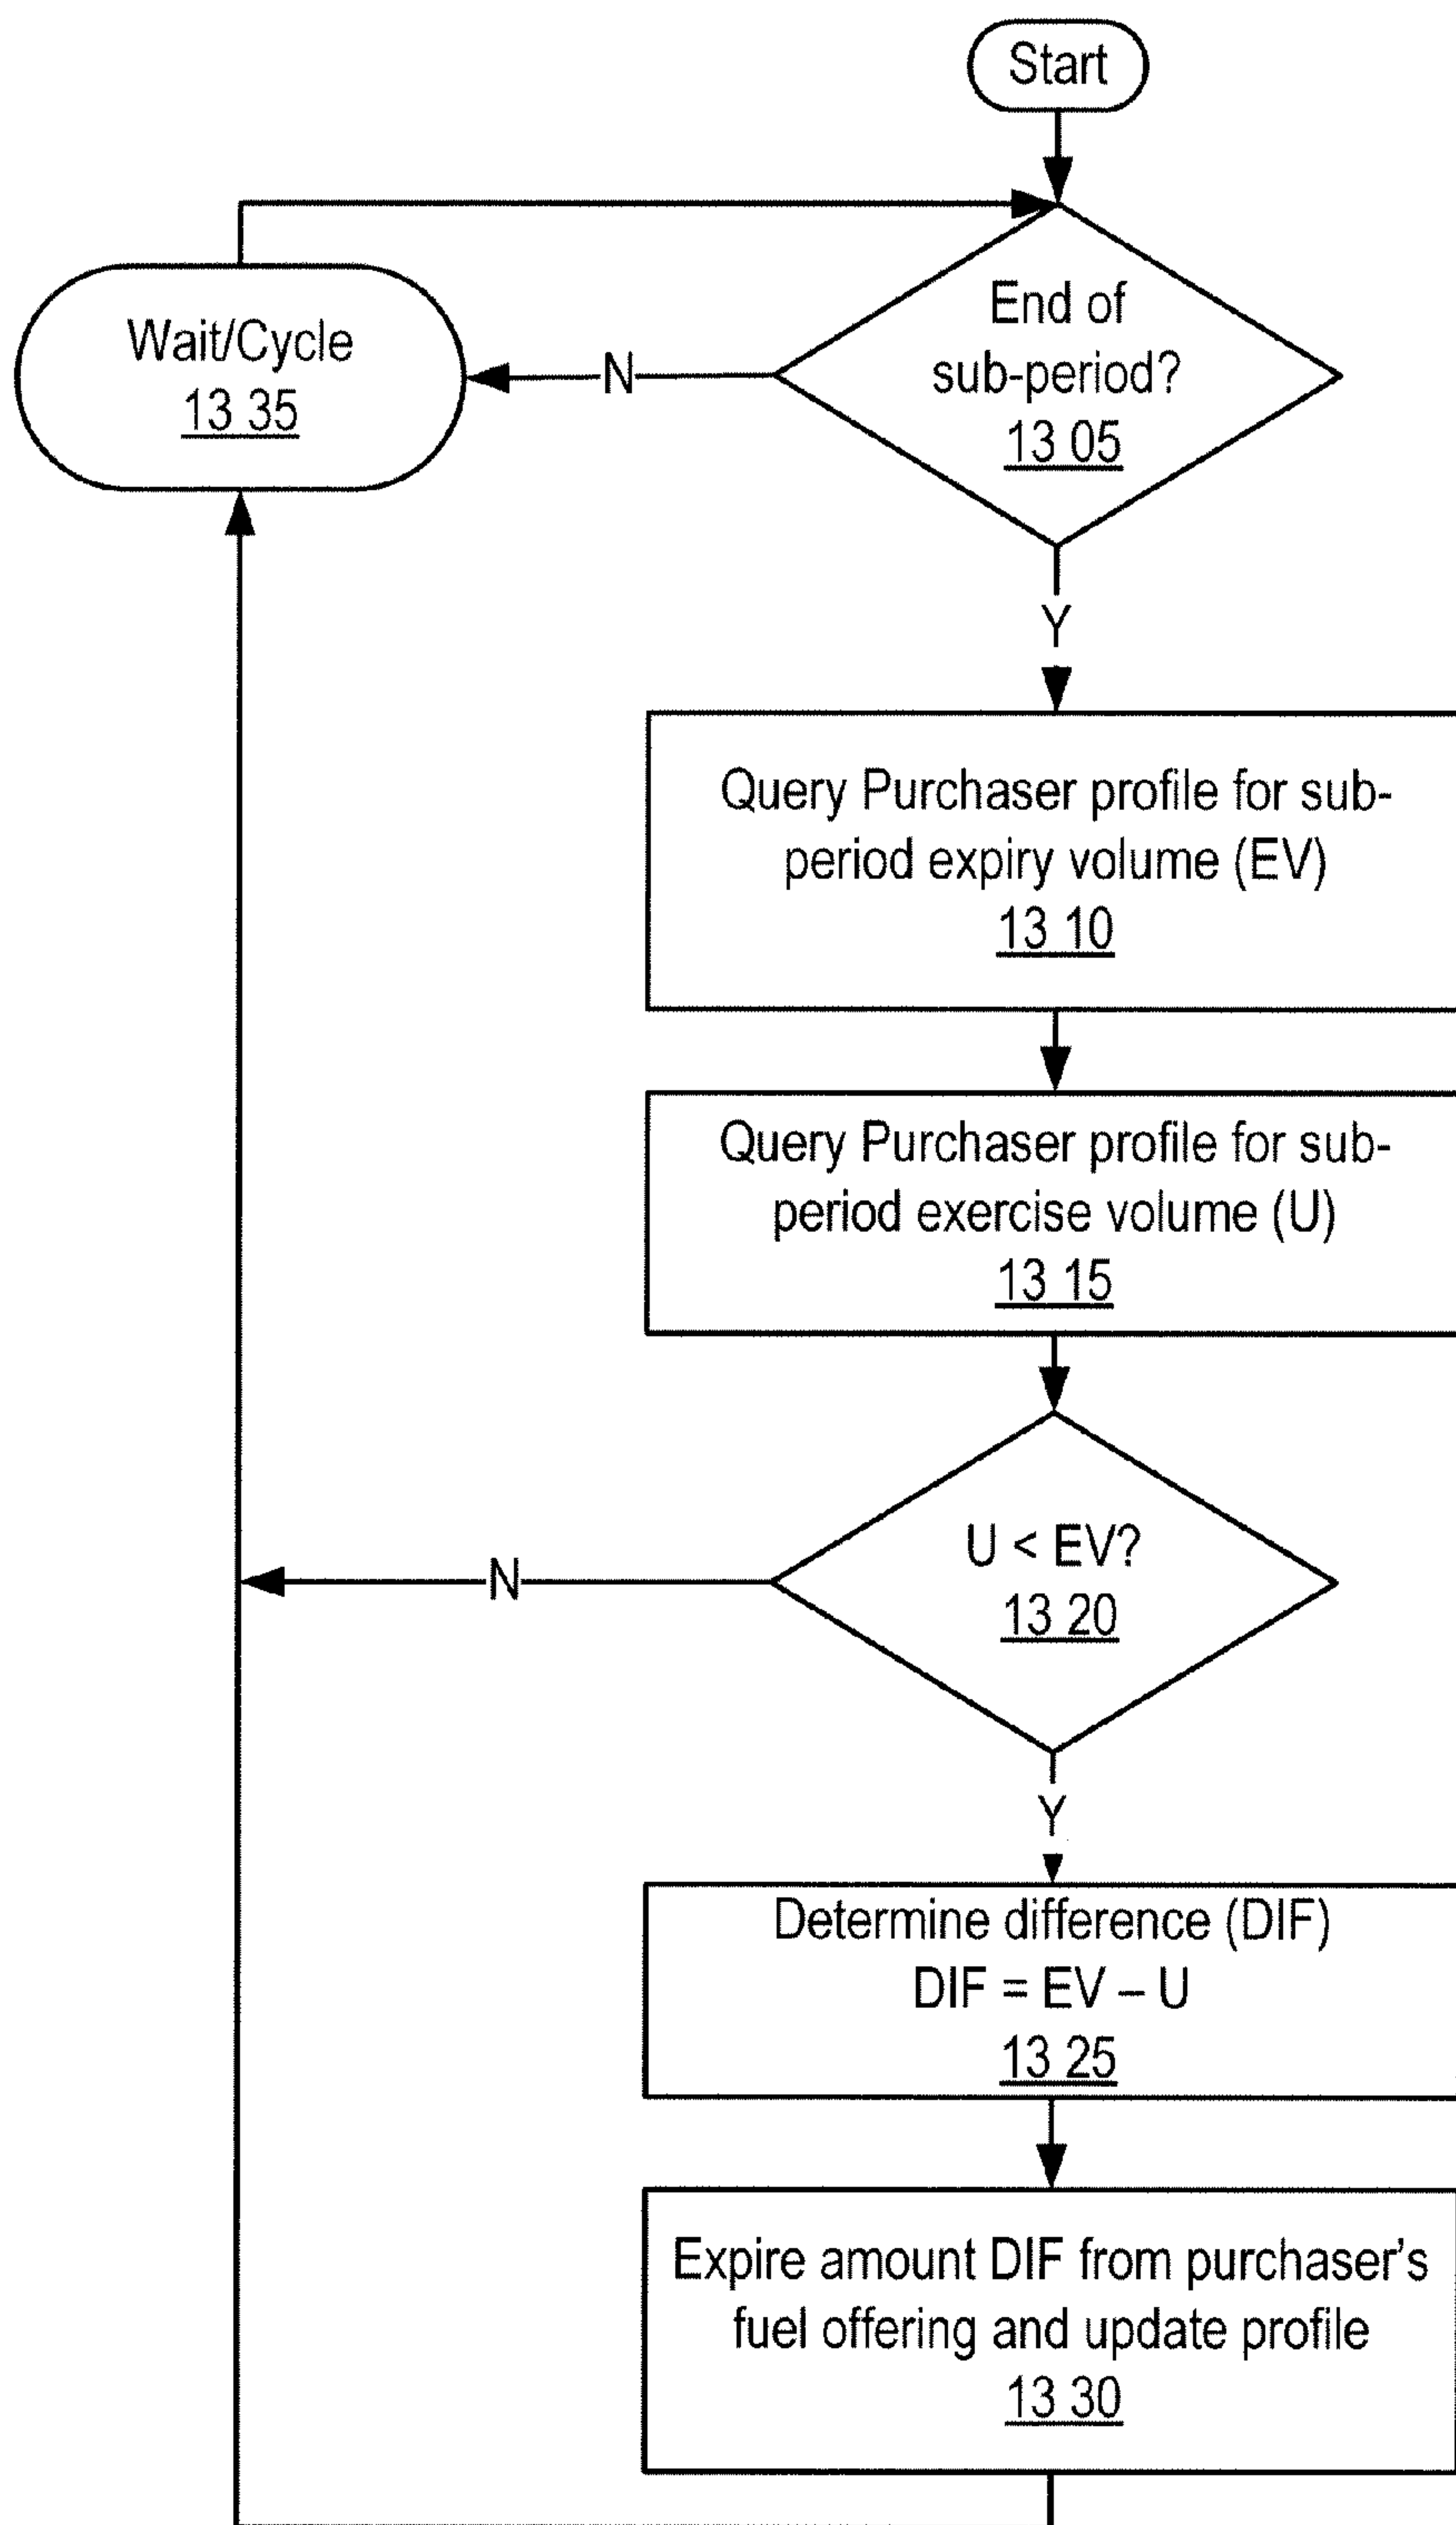 Start
End of
sub-period?
13 05
N
Wait/Cycle
13 35
Y
Query Purchaser profile for sub-
period expiry volume (EV)
13 10
Query Purchaser profile for sub-
period exercise volume (U)
13 15
U < EV?
13 20
N
Y
Determine difference (DIF)
DIF = EV – U
13 25
Expire amount DIF from purchaser’s
fuel offering and update profile
13 30